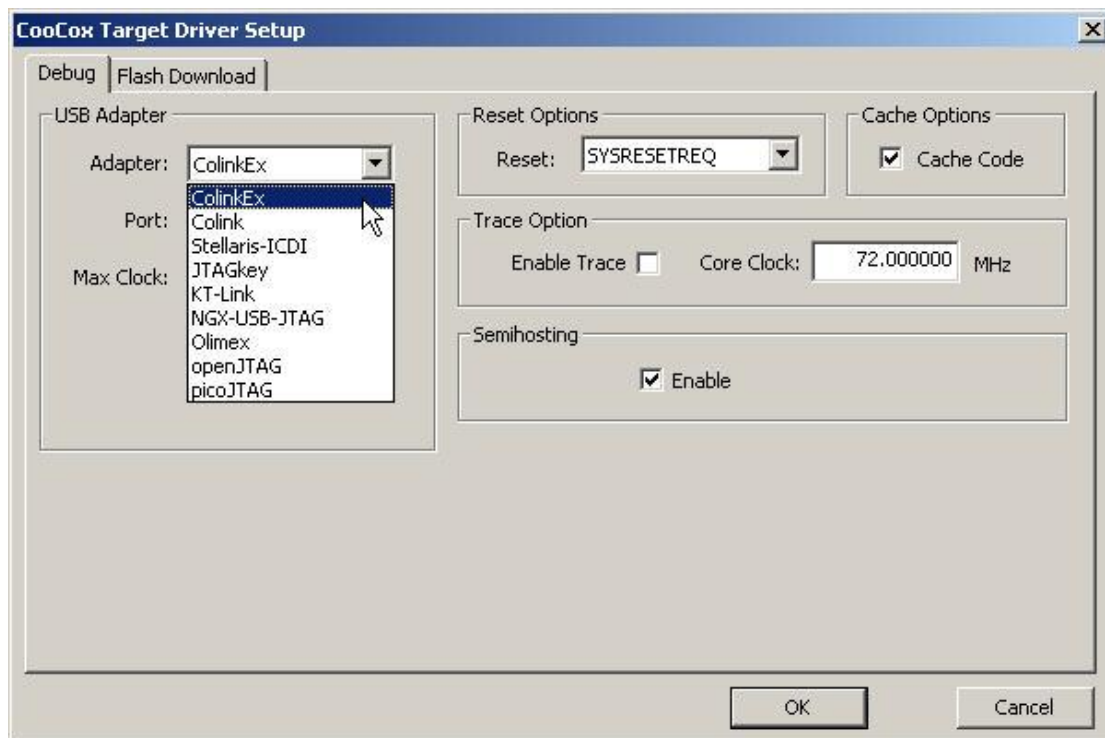 CooCox Target Driver Setup
Debug
Flash Download
USB Adapter
Adapter: ColinkEx
ColinkEx
Colink
Stellaris-ICDI
JTAGkey
KT-Link
NGX-USB-JTAG
Olimex
openJTAG
picoJTAG
Port:
Max Clock:
Reset Options
Reset: SYSRESETREQ
Cache Options
Cache Code
Trace Option
Enable Trace Core Clock: 72.000000 MHz
Semihosting
Enable
OK
Cancel